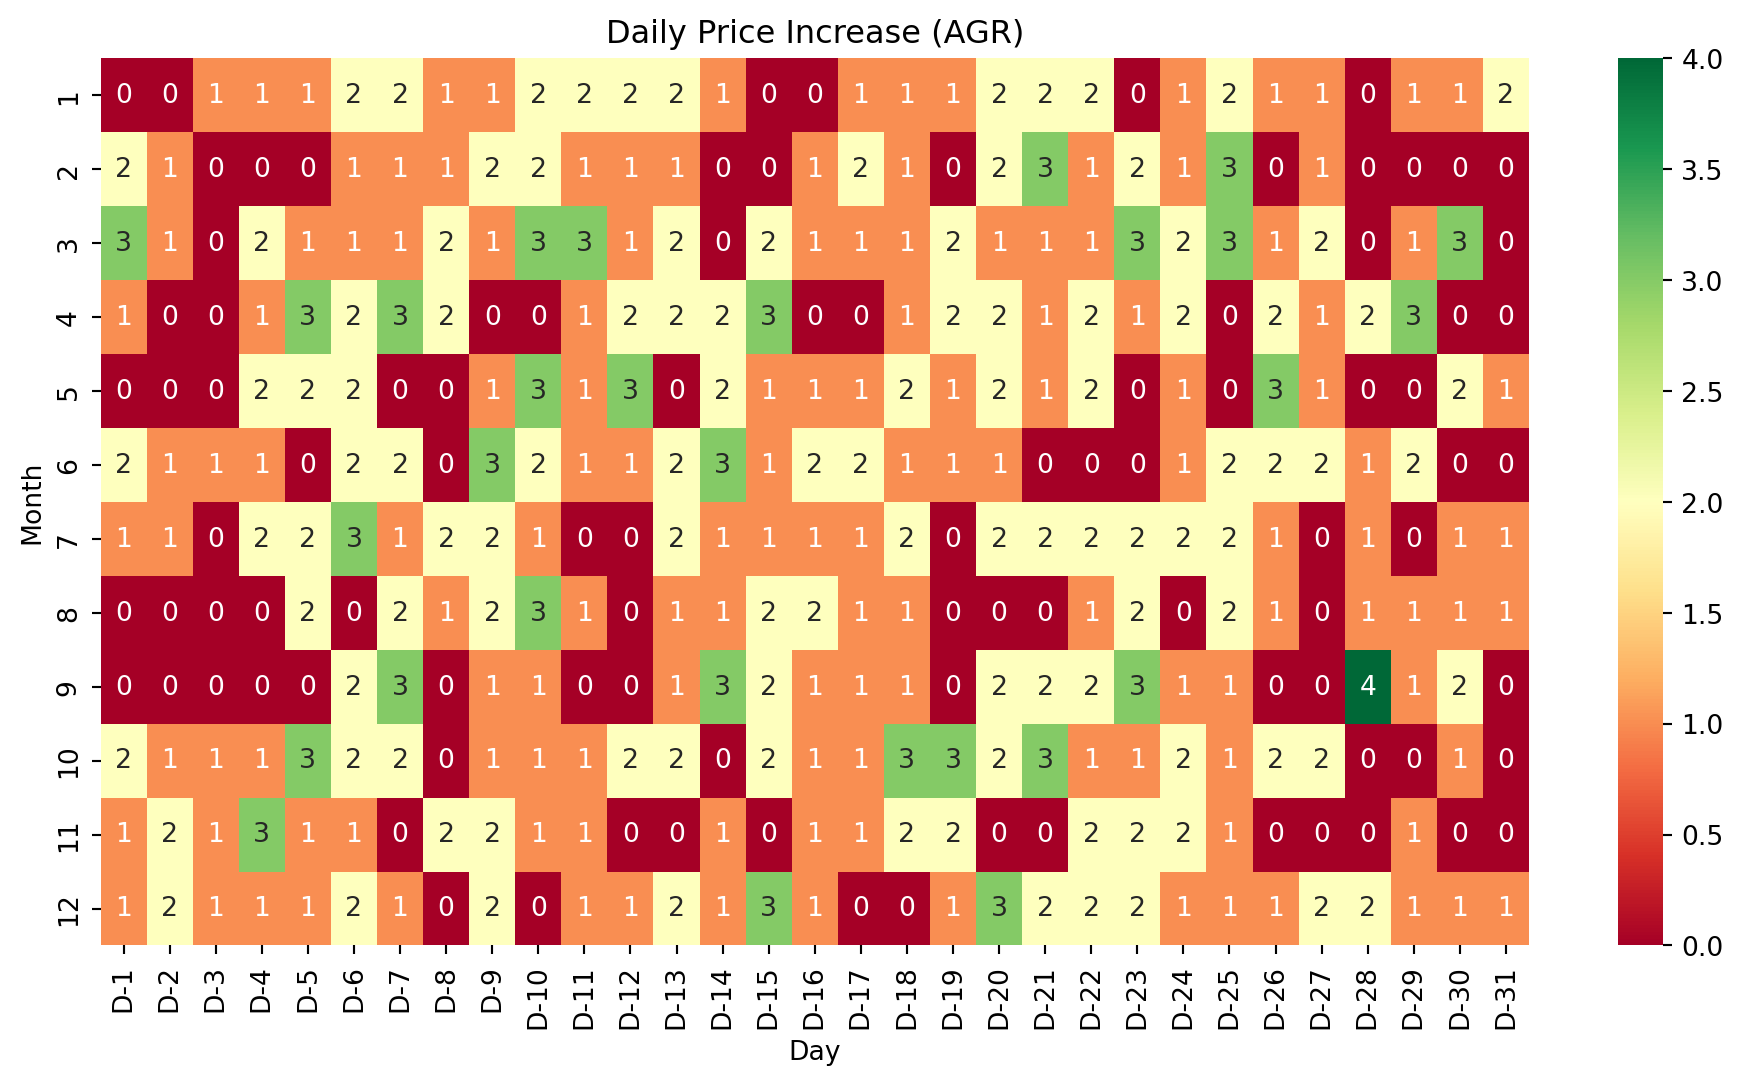 Daily Price Increase (AGR)
1 0 0 1 1 1 2 2 1 1 2 2 2 2 1 0 0 1 1 1 2 2 2 0 1 2 1 1 0 1 1 2
2 2 1 0 0 0 1 1 1 2 2 1 1 1 0 0 1 2 1 0 2 3 1 2 1 3 0 1 0 0 0 0
3 3 1 0 2 1 1 1 2 1 3 3 1 2 0 2 1 1 1 2 1 1 1 3 2 3 1 2 0 1 3 0
4 1 0 0 1 3 2 3 2 0 0 1 2 2 2 3 0 0 1 2 2 1 2 1 2 0 2 1 2 3 0 0
5 0 0 0 2 2 2 0 0 1 3 1 3 0 2 1 1 1 2 1 2 1 2 0 1 0 3 1 0 0 2 1
6 2 1 1 1 0 2 2 0 3 2 1 1 2 3 1 2 2 1 1 1 0 0 0 1 2 2 2 1 2 0 0
7 1 1 0 2 2 3 1 2 2 1 0 0 2 1 1 1 1 2 0 2 2 2 2 2 2 1 0 1 0 1 1
8 0 0 0 0 2 0 2 1 2 3 1 0 1 1 2 2 1 1 0 0 0 1 2 0 2 1 0 1 1 1 1
9 0 0 0 0 0 2 3 0 1 1 0 0 1 3 2 1 1 1 0 2 2 2 3 1 1 0 0 4 1 2 0
10 2 1 1 1 3 2 2 0 1 1 1 2 2 0 2 1 1 3 3 2 3 1 1 2 1 2 2 0 0 1 0
11 1 2 1 3 1 1 0 2 2 1 1 0 0 1 0 1 1 2 2 0 0 2 2 2 1 0 0 0 1 0 0
12 1 2 1 1 1 2 1 0 2 0 1 1 2 1 3 1 0 0 1 3 2 2 2 1 1 1 2 2 1 1 1
Month
D-1 D-2 D-3 D-4 D-5 D-6 D-7 D-8 D-9 D-10 D-11 D-12 D-13 D-14 D-15 D-16 D-17 D-18 D-19 D-20 D-21 D-22 D-23 D-24 D-25 D-26 D-27 D-28 D-29 D-30 D-31
Day
4.0
3.5
3.0
2.5
2.0
1.5
1.0
0.5
0.0